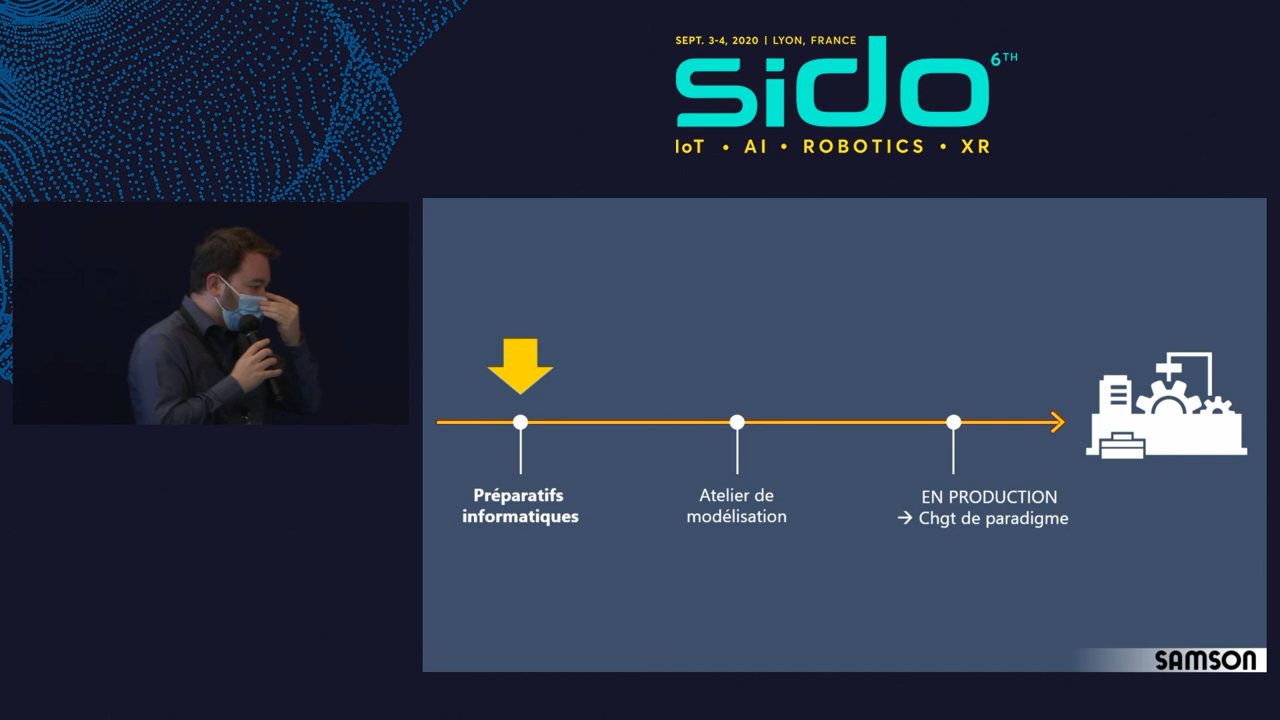 SEPT. 3-4, 2020 | LYON, FRANCE
sido 6TH
IoT • AI • ROBOTICS • XR
Préparatifs
informatiques
Atelier de
modélisation
EN PRODUCTION
→ Chgt de paradigme
SAMSON